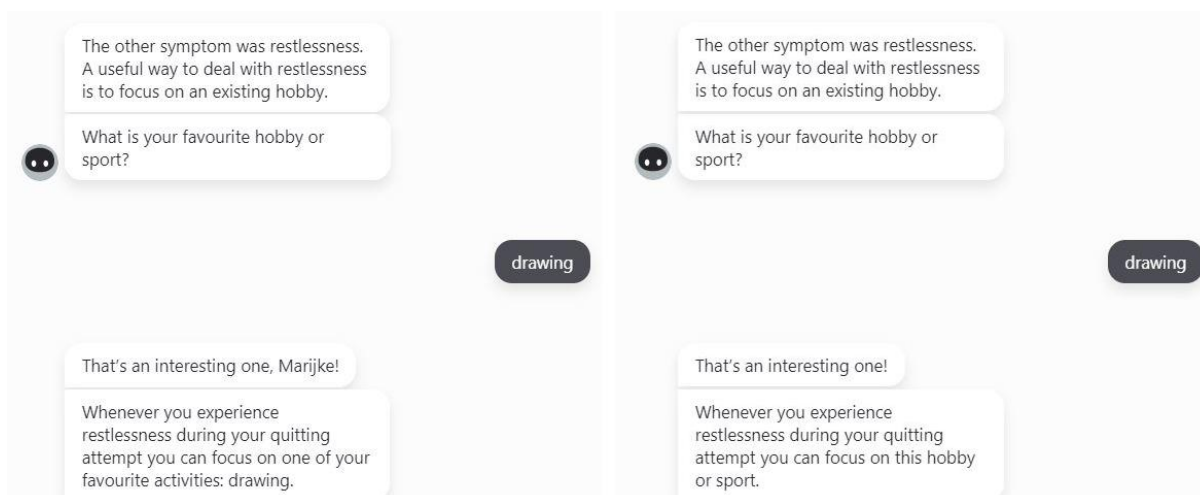 The other symptom was restlessness.
A useful way to deal with restlessness
is to focus on an existing hobby.
What is your favourite hobby or
sport?
drawing
That's an interesting one, Marijke!
Whenever you experience
restlessness during your quitting
attempt you can focus on one of your
favourite activities: drawing.
The other symptom was restlessness.
A useful way to deal with restlessness
is to focus on an existing hobby.
What is your favourite hobby or
sport?
drawing
That's an interesting one!
Whenever you experience
restlessness during your quitting
attempt you can focus on this hobby
or sport.